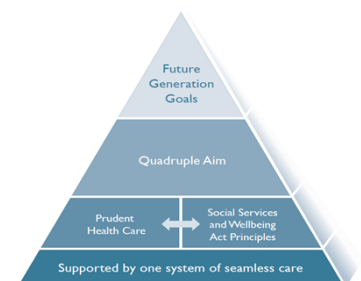 Future
Generation
Goals
Quadruple Aim
Prudent
Health Care
Social Services
and Wellbeing
Act Principles
Supported by one system of seamless care